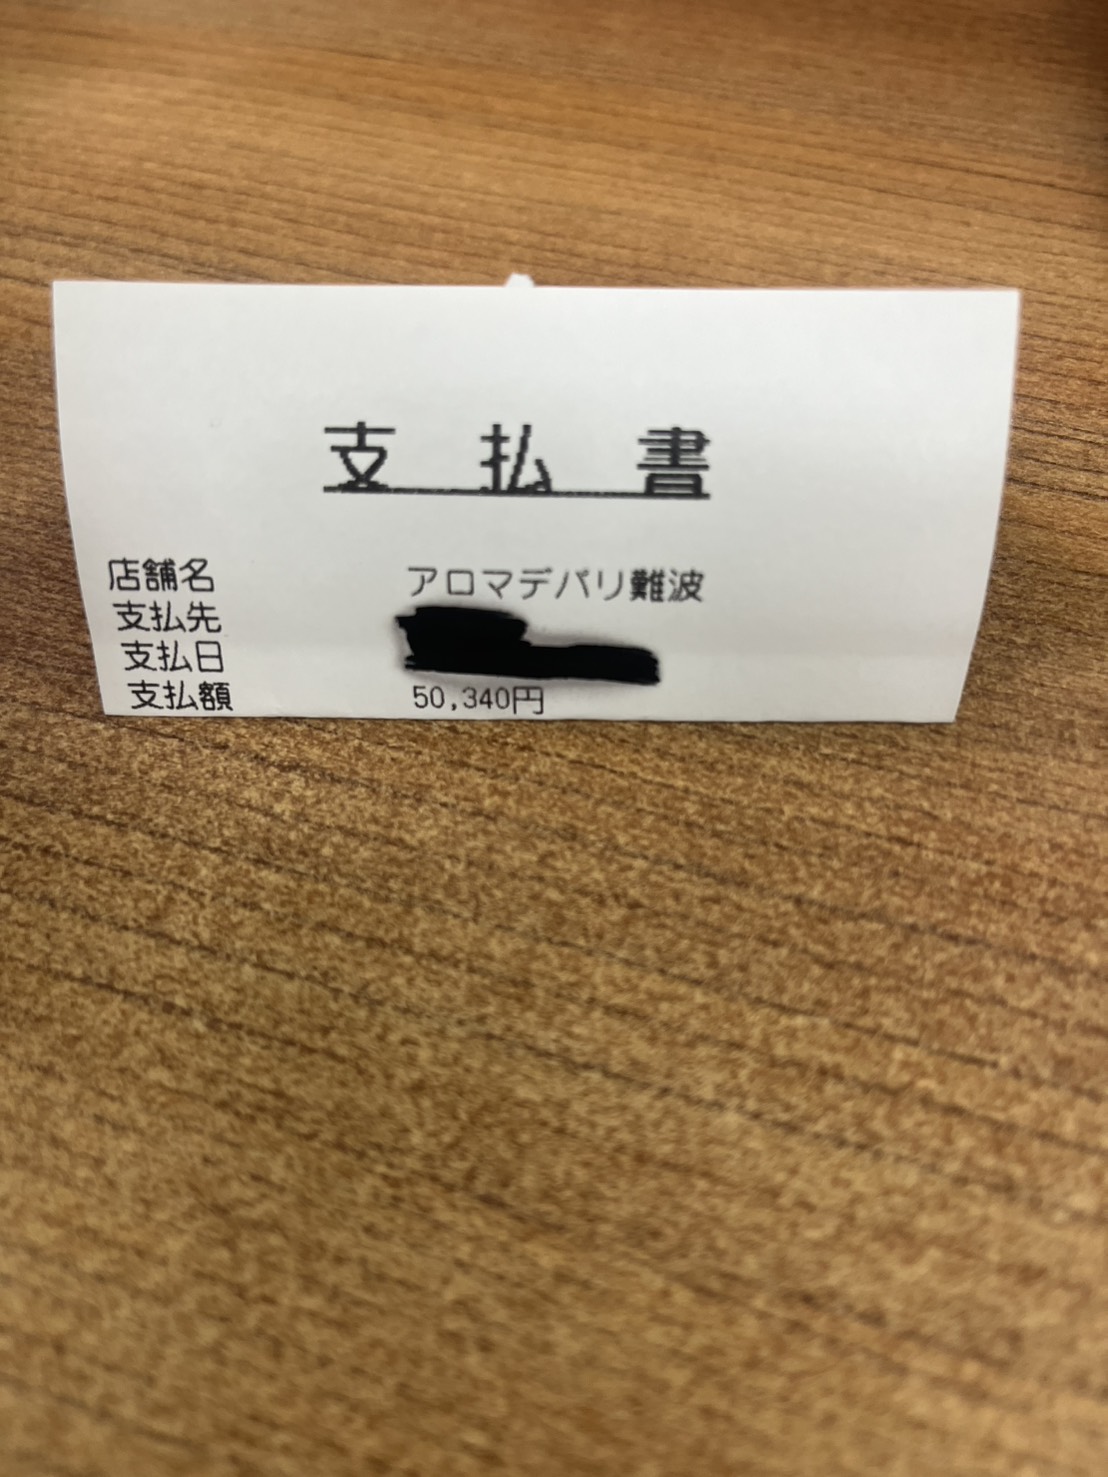 支払書
店舗名 アロマデパリ難波
支払先
支払日
支払額 50,340円